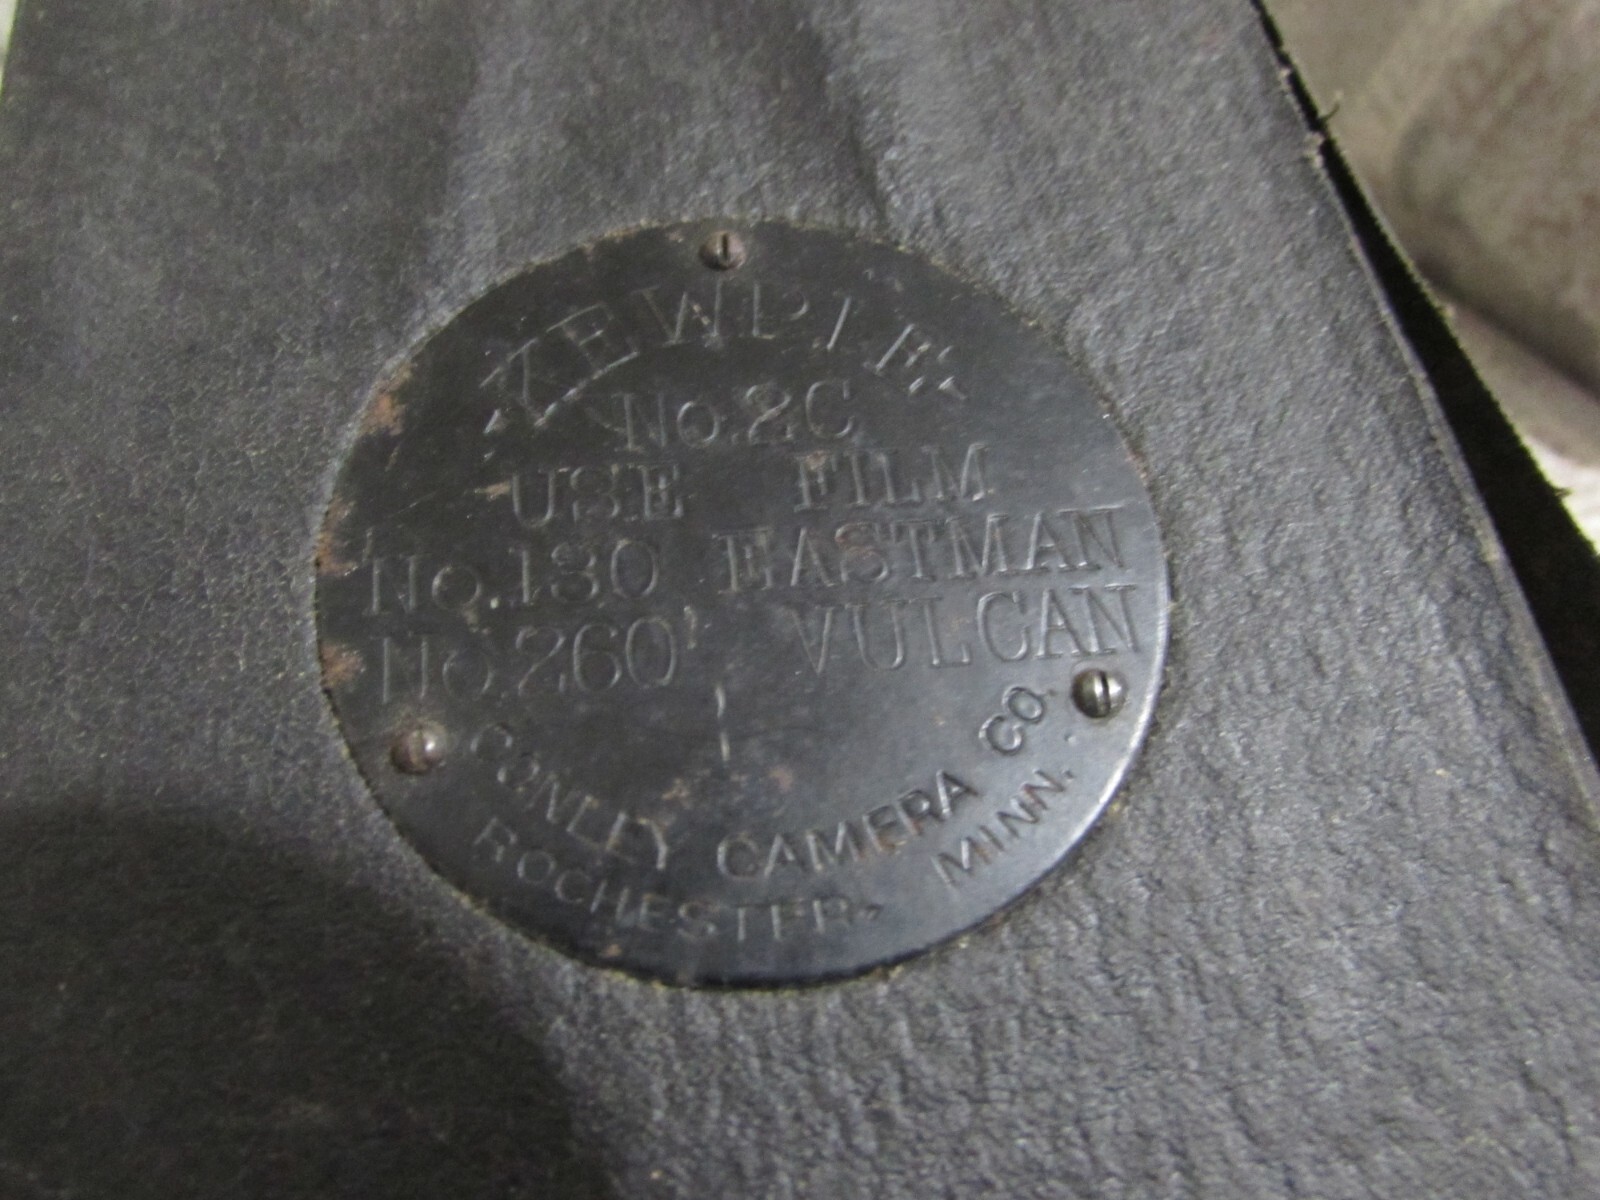 KEWPIE
No. 2C
USE FILM
No. 130 EASTMAN
No. 260 VULCAN
CONLEY CAMERA CO.
ROCHESTER, MINN.